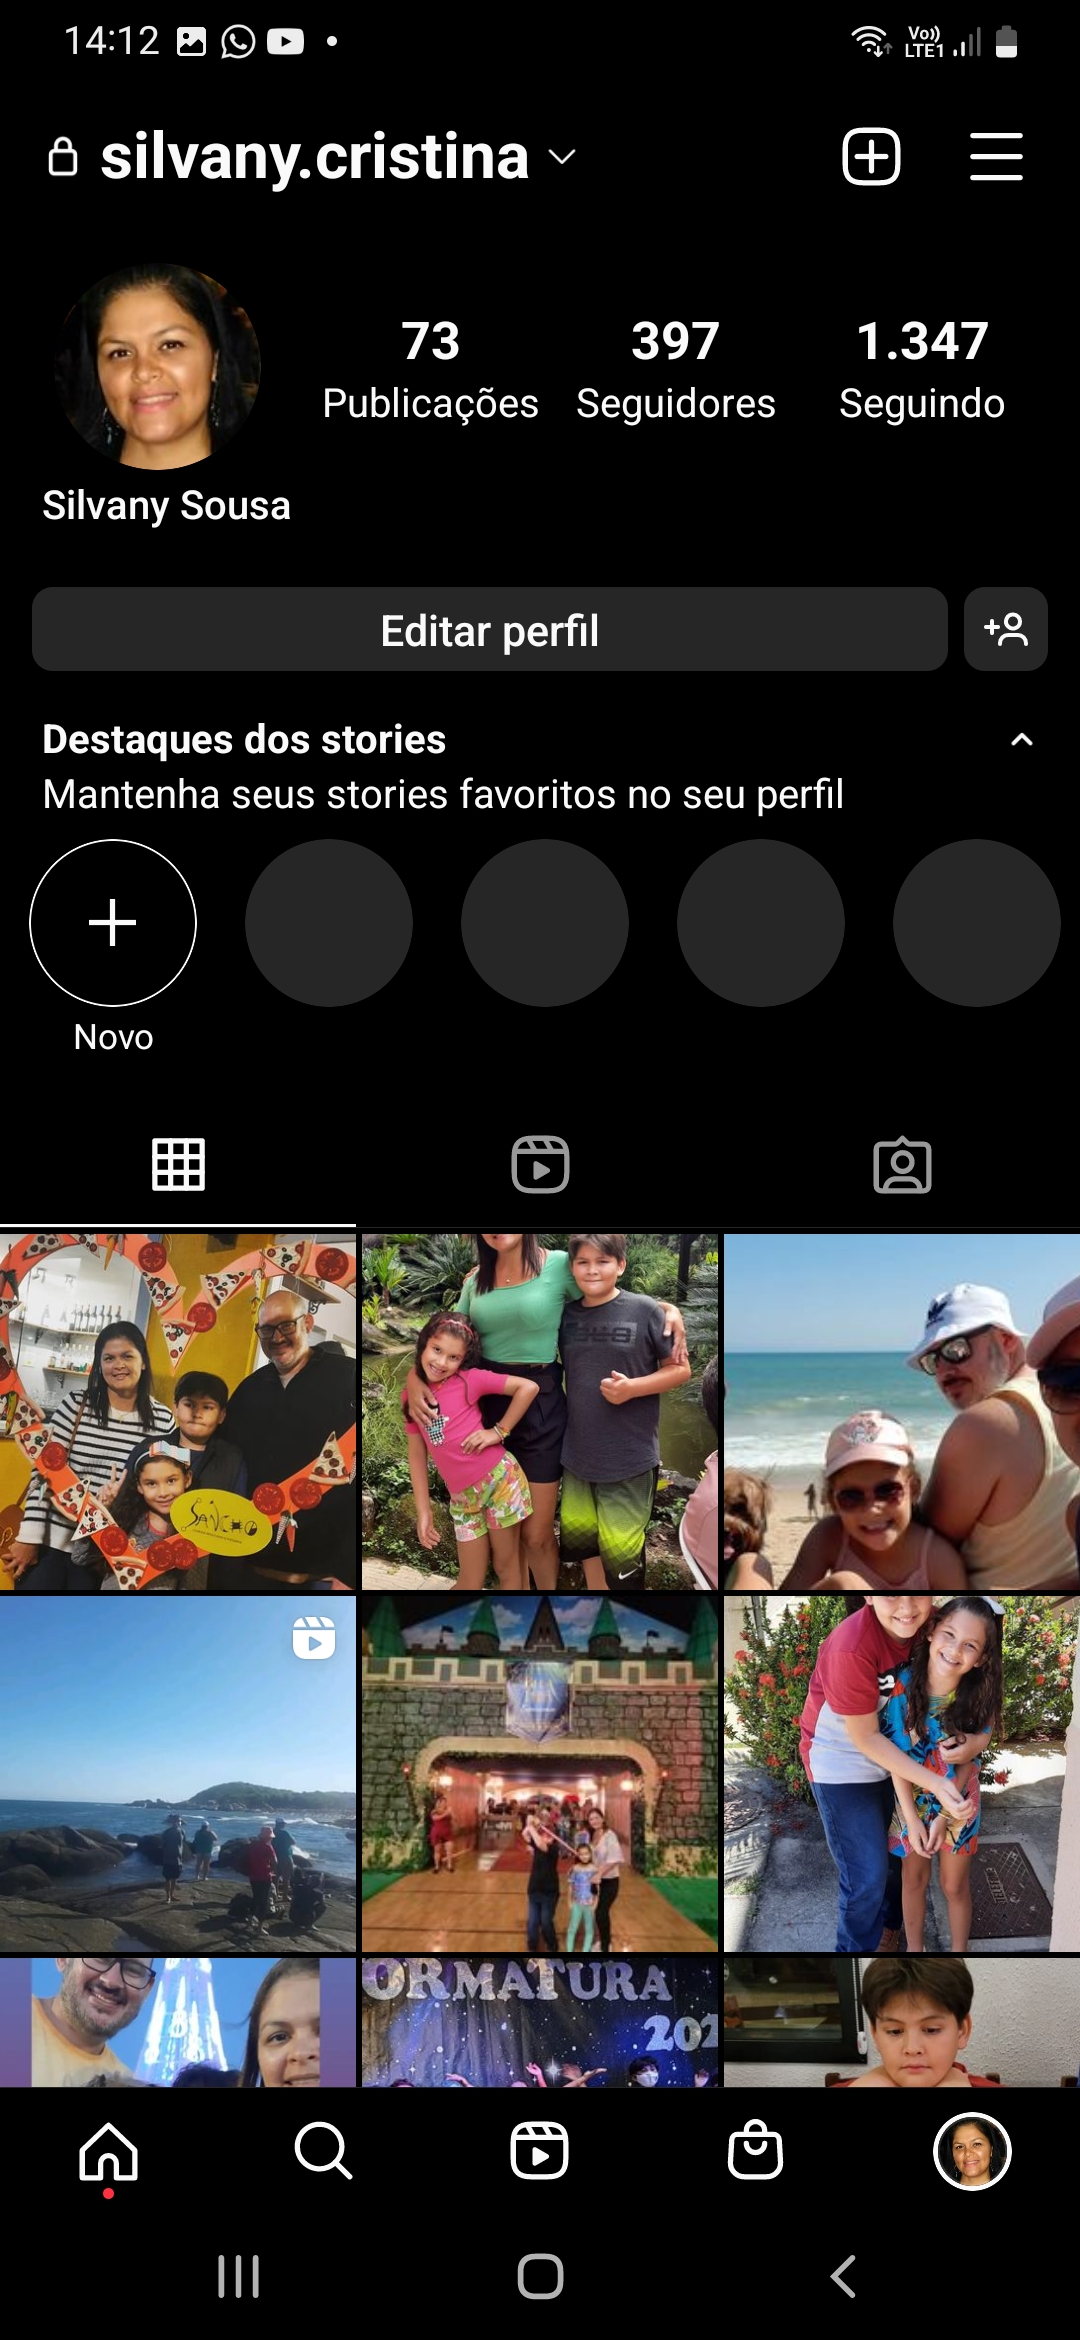 14:12
Vo))
LTE1
silvany.cristina
73
397
1.347
Publicações
Seguidores
Seguindo
Silvany Sousa
Editar perfil
Destaques dos stories
Mantenha seus stories favoritos no seu perfil
Novo
SANCHO
ORMATURA
202